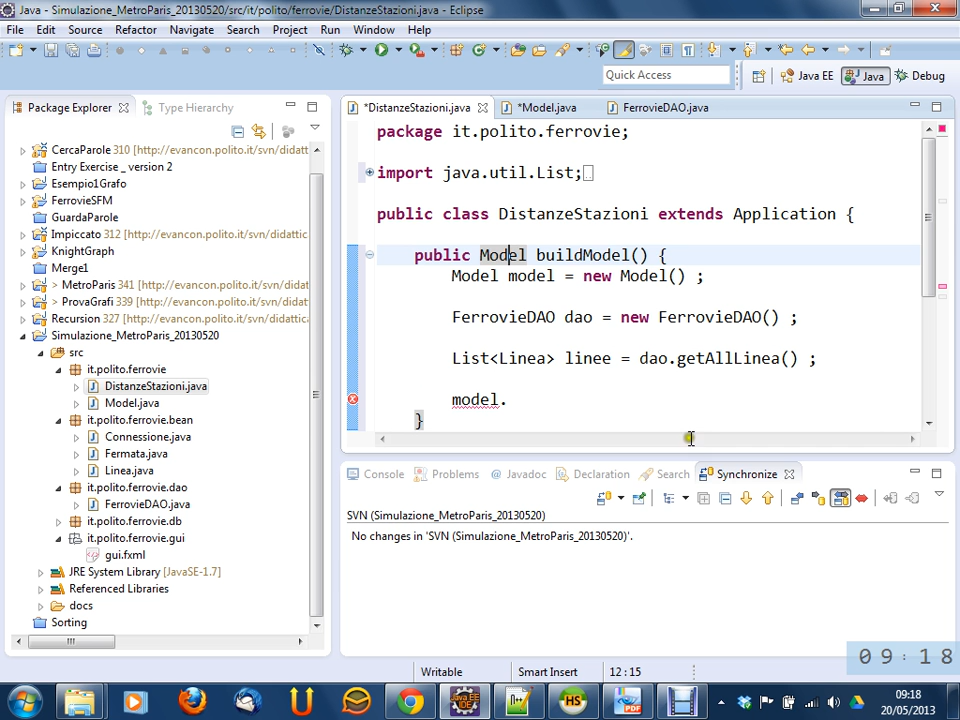 Java - Simulazione_MetroParis_20130520/src/it/polito/ferrovie/DistanzeStazioni.java - Eclipse
File Edit Source Refactor Navigate Search Project Run Window Help
Quick Access
Java EE
Java
Debug
Package Explorer
Type Hierarchy
CercaParole 310 [http://evancon.polito.it/svn/didatt
Entry Exercise _ version 2
Esempio1Grafo
FerrovieSFM
GuardaParole
Impiccato 312 [http://evancon.polito.it/svn/didattic
KnightGraph
Merge1
> MetroParis 341 [http://evancon.polito.it/svn/dida
> ProvaGrafi 339 [http://evancon.polito.it/svn/dida
Recursion 327 [http://evancon.polito.it/svn/didattic
Simulazione_MetroParis_20130520
src
it.polito.ferrovie
DistanzeStazioni.java
Model.java
it.polito.ferrovie.bean
Connessione.java
Fermata.java
Linea.java
it.polito.ferrovie.dao
FerrovieDAO.java
it.polito.ferrovie.db
it.polito.ferrovie.gui
gui.fxml
JRE System Library [JavaSE-1.7]
Referenced Libraries
docs
Sorting
*DistanzeStazioni.java
*Model.java
FerrovieDAO.java
package it.polito.ferrovie;
import java.util.List;
public class DistanzeStazioni extends Application {
public Model buildModel() {
Model model = new Model() ;
FerrovieDAO dao = new FerrovieDAO() ;
List<Linea> linee = dao.getAllLinea() ;
model.
}
Console
Problems
@ Javadoc
Declaration
Search
Synchronize
SVN (Simulazione_MetroParis_20130520)
No changes in 'SVN (Simulazione_MetroParis_20130520)'.
09:18
Writable
Smart Insert
12 : 15
09:18
20/05/2013